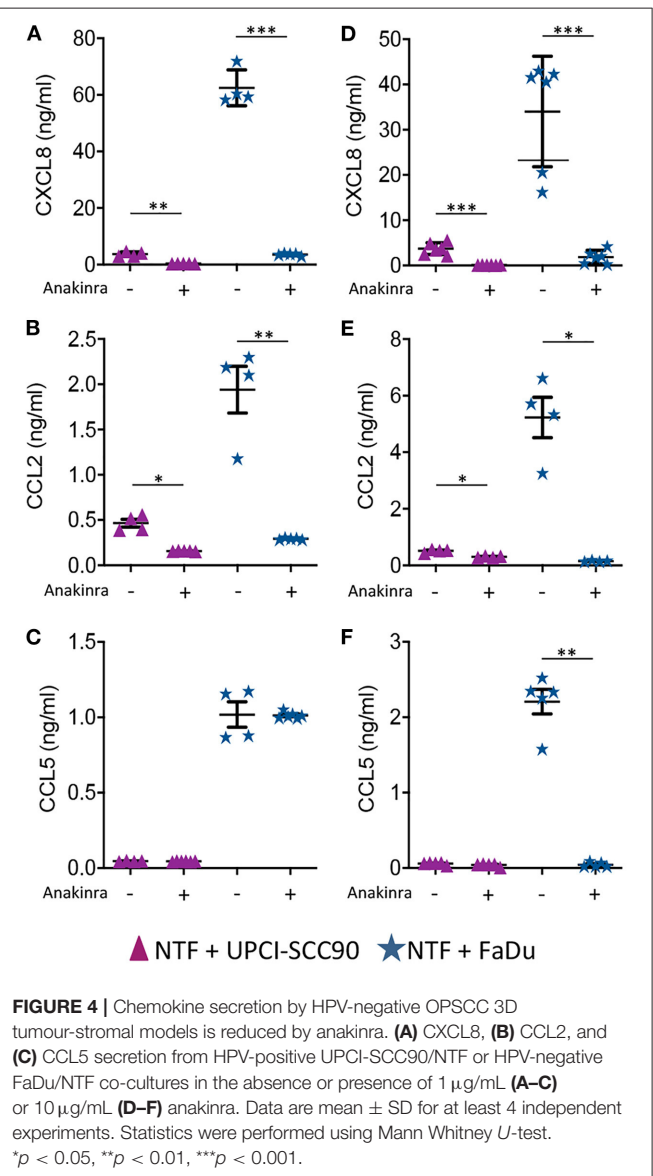 A
CXCL8 (ng/ml)
80
60
40
20
0
**
***
Anakinra - + - +
D
CXCL8 (ng/ml)
50
40
30
20
10
0
***
***
Anakinra - + - +
B
CCL2 (ng/ml)
2.5
2.0
1.5
1.0
0.5
0.0
*
**
Anakinra - + - +
E
CCL2 (ng/ml)
8
6
4
2
0
*
*
Anakinra - + - +
C
CCL5 (ng/ml)
1.5
1.0
0.5
0.0
Anakinra - + - +
F
CCL5 (ng/ml)
3
2
1
0
**
Anakinra - + - +
NTF + UPCI-SCC90 NTF + FaDu
FIGURE 4 | Chemokine secretion by HPV-negative OPSCC 3D
tumour-stromal models is reduced by anakinra. (A) CXCL8, (B) CCL2, and
(C) CCL5 secretion from HPV-positive UPCI-SCC90/NTF or HPV-negative
FaDu/NTF co-cultures in the absence or presence of 1 μg/mL (A–C)
or 10 μg/mL (D–F) anakinra. Data are mean ± SD for at least 4 independent
experiments. Statistics were performed using Mann Whitney U-test.
*p < 0.05, **p < 0.01, ***p < 0.001.